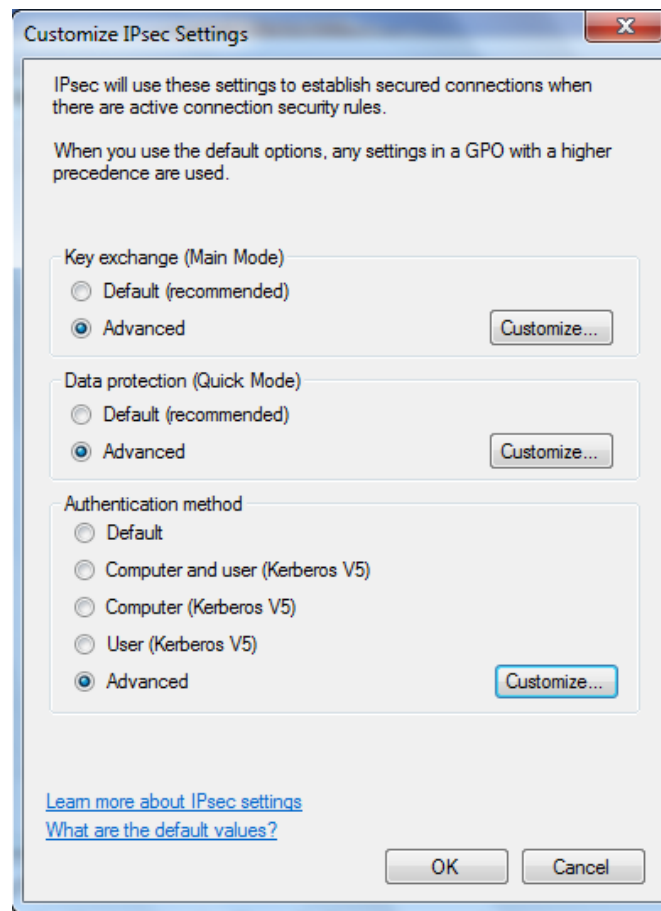 Customize IPsec Settings
X
IPsec will use these settings to establish secured connections when
there are active connection security rules.
When you use the default options, any settings in a GPO with a higher
precedence are used.
Key exchange (Main Mode)
Default (recommended)
Advanced
Customize...
Data protection (Quick Mode)
Default (recommended)
Advanced
Customize...
Authentication method
Default
Computer and user (Kerberos V5)
Computer (Kerberos V5)
User (Kerberos V5)
Advanced
Customize...
Learn more about IPsec settings
What are the default values?
OK
Cancel